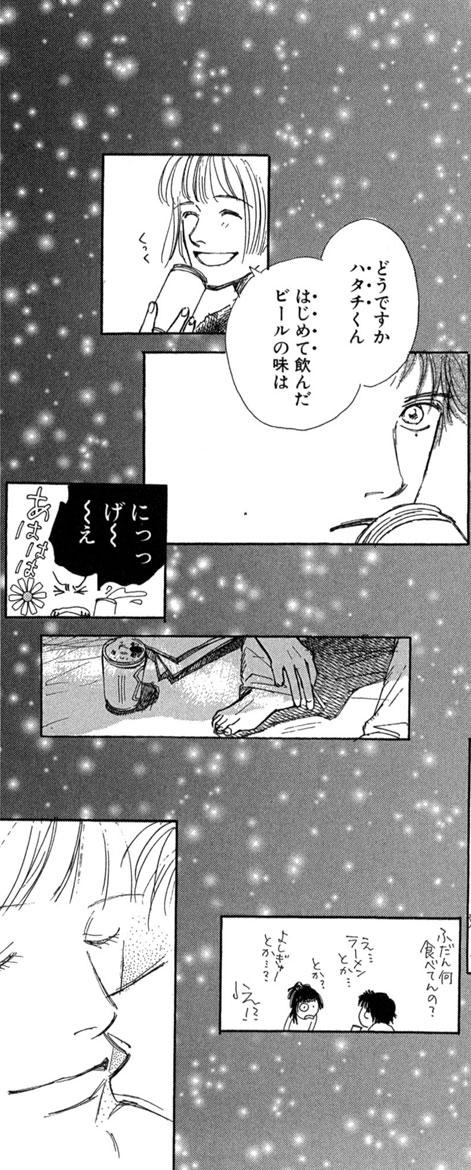 どうですか
ハタチくん
はじめて飲んだ
ビールの味は
くっく
にっっ
げ〜
〜え
あははは
ふだん何
食べてんの?
え…
ラーメン
とか…
とか?
よしぎゅー
とか…?
え!?